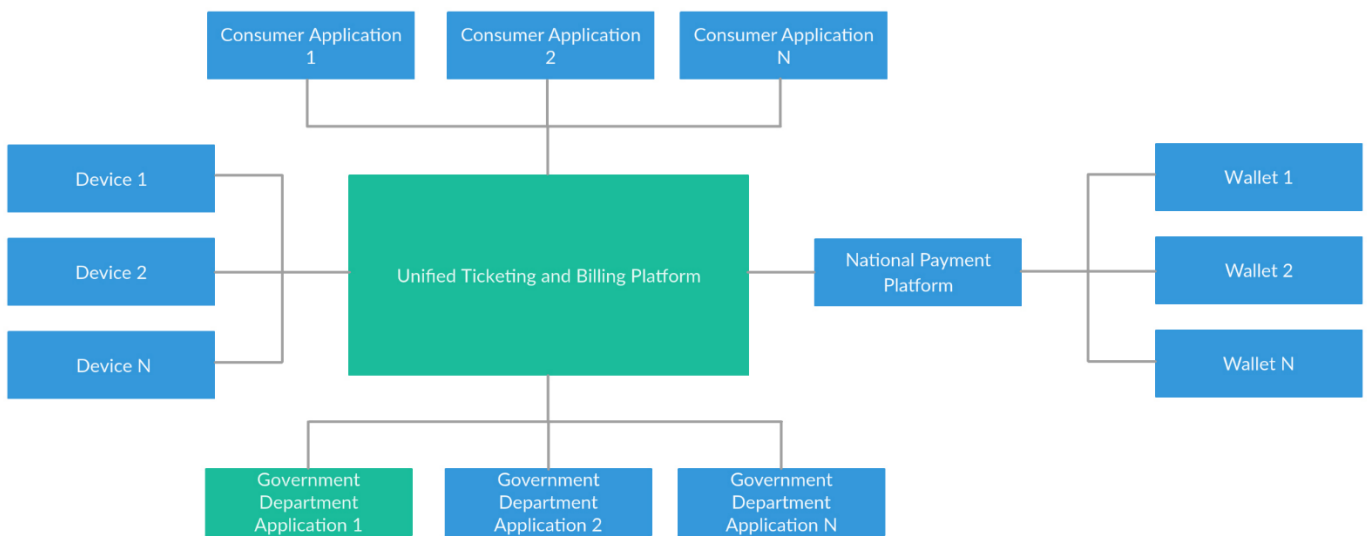 Consumer Application
1
Consumer Application
2
Consumer Application
N
Device 1
Device 2
Device N
Unified Ticketing and Billing Platform
National Payment
Platform
Wallet 1
Wallet 2
Wallet N
Government
Department
Application 1
Government
Department
Application 2
Government
Department
Application N